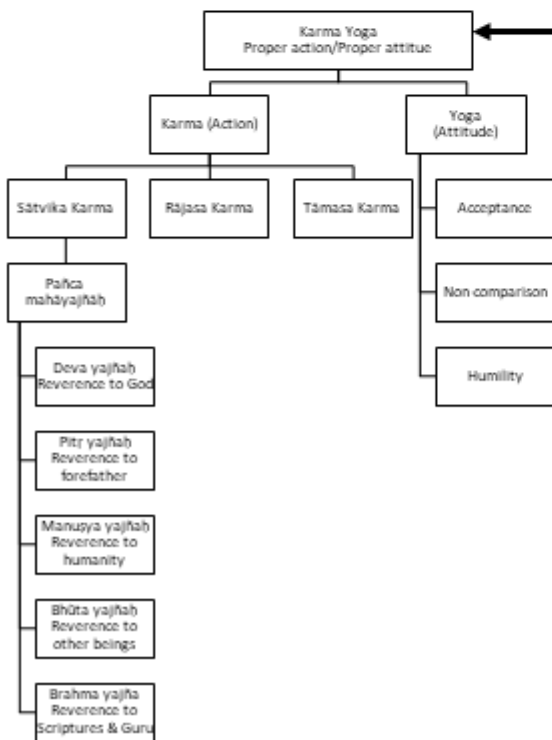 Karma Yoga
Proper action/Proper attitue
Karma (Action)
Yoga
(Attitude)
Sātvika Karma
Rājasa Karma
Tāmasa Karma
Acceptance
Pañca
mahāyajñāḥ
Non-comparison
Deva yajñaḥ
Reverence to God
Humility
Pitṛ yajñaḥ
Reverence to
forefather
Manuṣya yajñaḥ
Reverence to
humanity
Bhūta yajñaḥ
Reverence to
other beings
Brahma yajña
Reverence to
Scriptures & Guru